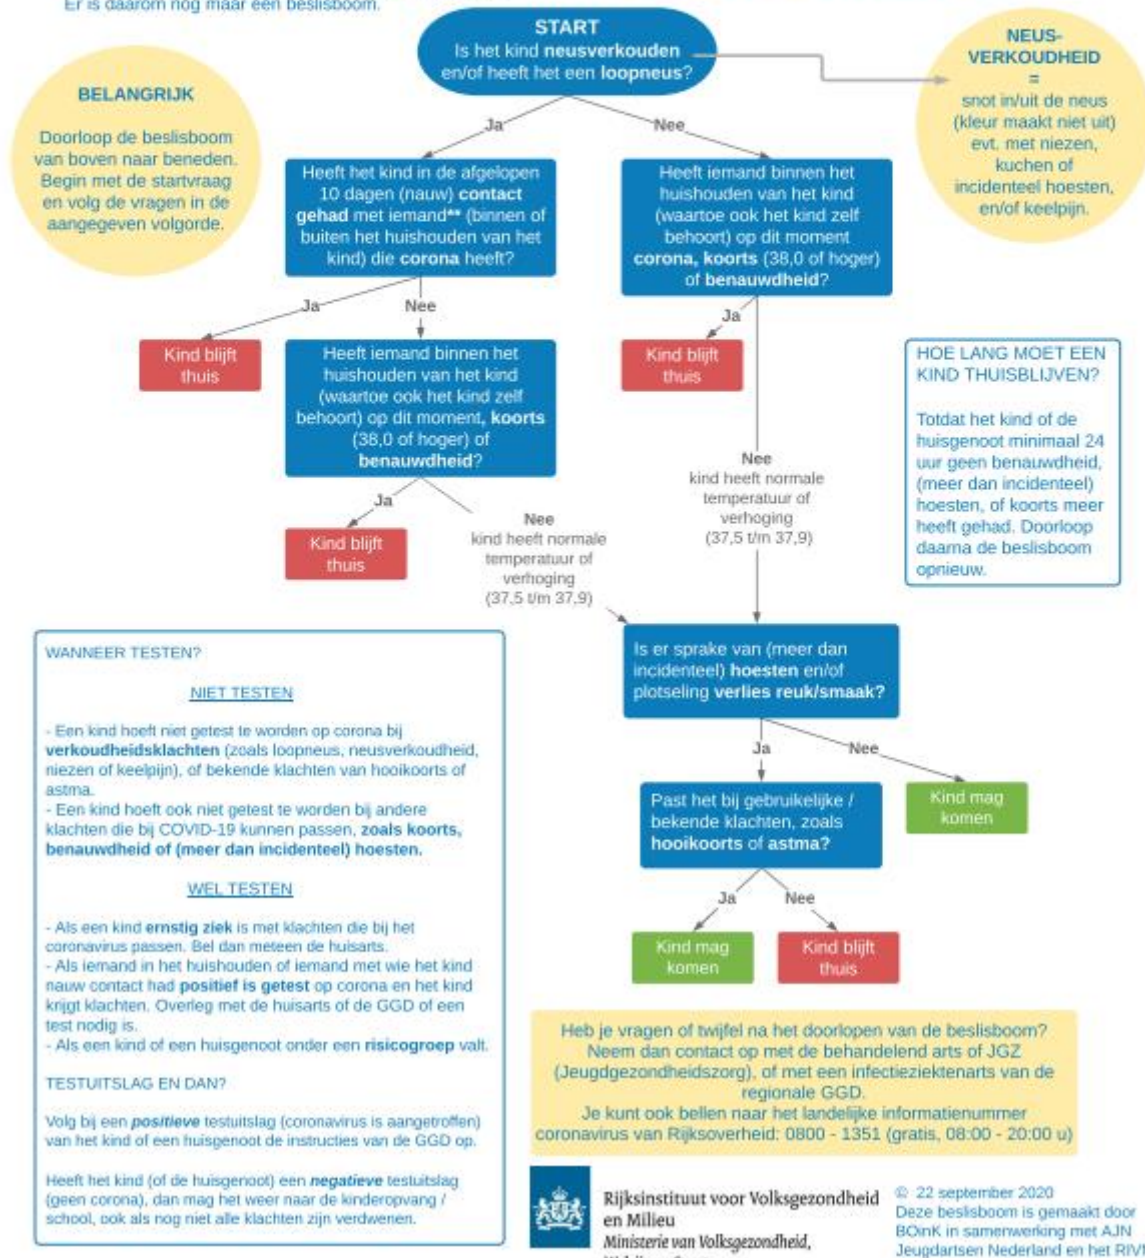 Er is daarom nog maar één beslisboom.
START
Is het kind neusverkouden
en/of heeft het een loopneus?
NEUS-
VERKOUDHEID
=
snot in/uit de neus
(kleur maakt niet uit)
evt. met niezen,
kuchen of
incidenteel hoesten,
en/of keelpijn.
BELANGRIJK
Doorloop de beslisboom
van boven naar beneden.
Begin met de startvraag
en volg de vragen in de
aangegeven volgorde.
Ja
Nee
Heeft het kind in de afgelopen
10 dagen (nauw) contact
gehad met iemand** (binnen of
buiten het huishouden van het
kind) die corona heeft?
Heeft iemand binnen het
huishouden van het kind
(waartoe ook het kind zelf
behoort) op dit moment
corona, koorts (38,0 of hoger)
of benauwdheid?
Ja
Nee
Ja
Kind blijft
thuis
Heeft iemand binnen het
huishouden van het kind
(waartoe ook het kind zelf
behoort) op dit moment, koorts
(38,0 of hoger) of
benauwdheid?
Kind blijft
thuis
HOE LANG MOET EEN
KIND THUISBLIJVEN?
Totdat het kind of de
huisgenoot minimaal 24
uur geen benauwdheid,
(meer dan incidenteel)
hoesten, of koorts meer
heeft gehad. Doorloop
daarna de beslisboom
opnieuw.
Nee
kind heeft normale
temperatuur of
verhoging
(37,5 t/m 37,9)
Ja
Kind blijft
thuis
Nee
kind heeft normale
temperatuur of
verhoging
(37,5 t/m 37,9)
Is er sprake van (meer dan
incidenteel) hoesten en/of
plotseling verlies reuk/smaak?
Ja
Nee
Past het bij gebruikelijke /
bekende klachten, zoals
hooikoorts of astma?
Kind mag
komen
Ja
Nee
Kind mag
komen
Kind blijft
thuis
WANNEER TESTEN?
NIET TESTEN
- Een kind hoeft niet getest te worden op corona bij
verkoudheidsklachten (zoals loopneus, neusverkoudheid,
niezen of keelpijn), of bekende klachten van hooikoorts of
astma.
- Een kind hoeft ook niet getest te worden bij andere
klachten die bij COVID-19 kunnen passen, zoals koorts,
benauwdheid of (meer dan incidenteel) hoesten.
WEL TESTEN
- Als een kind ernstig ziek is met klachten die bij het
coronavirus passen. Bel dan meteen de huisarts.
- Als iemand in het huishouden of iemand met wie het kind
nauw contact had positief is getest op corona en het kind
krijgt klachten. Overleg met de huisarts of de GGD of een
test nodig is.
- Als een kind of een huisgenoot onder een risicogroep valt.
TESTUITSLAG EN DAN?
Volg bij een positieve testuitslag (coronavirus is aangetroffen)
van het kind of een huisgenoot de instructies van de GGD op.
Heeft het kind (of de huisgenoot) een negatieve testuitslag
(geen corona), dan mag het weer naar de kinderopvang /
school, ook als nog niet alle klachten zijn verdwenen.
Heb je vragen of twijfel na het doorlopen van de beslisboom?
Neem dan contact op met de behandelend arts of JGZ
(Jeugdgezondheidszorg), of met een infectieziektenarts van de
regionale GGD.
Je kunt ook bellen naar het landelijke informatienummer
coronavirus van Rijksoverheid: 0800 - 1351 (gratis, 08:00 - 20:00 u)
Rijksinstituut voor Volksgezondheid
en Milieu
Ministerie van Volksgezondheid,
© 22 september 2020
Deze beslisboom is gemaakt door
BOinK in samenwerking met AJN
Jeugdartsen Nederland en het